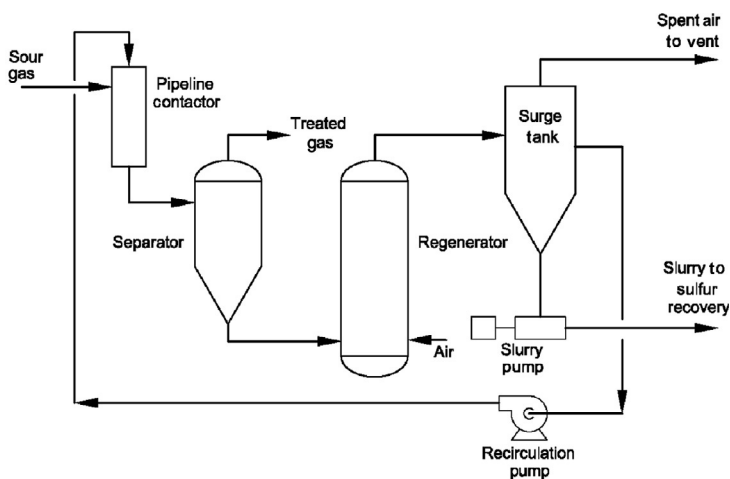 Spent air
to vent
Sour
gas
Pipeline
contactor
Surge
tank
Treated
gas
Separator
Regenerator
Slurry to
sulfur
recovery
Air
Slurry
pump
Recirculation
pump